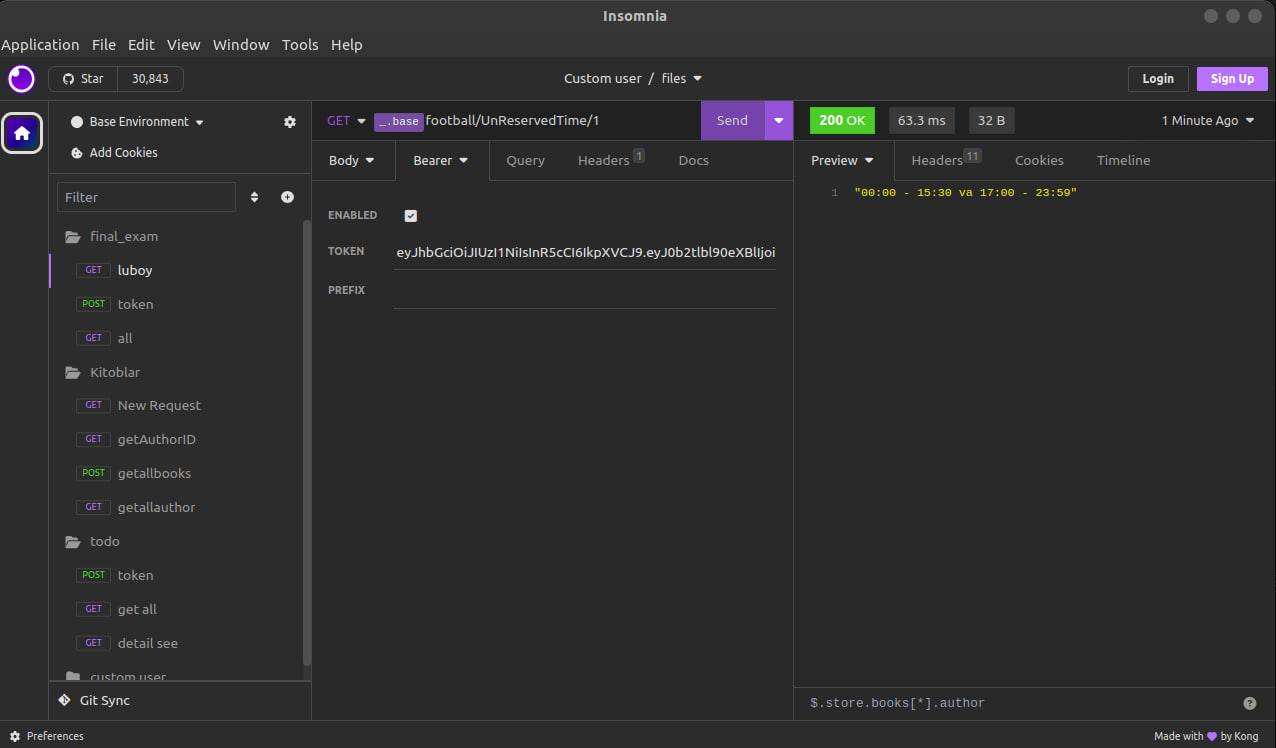 Insomnia
Application File Edit View Window Tools Help
Star 30,843
Custom user / files
Login Sign Up
Base Environment
Add Cookies
Filter
final_exam
GET luboy
POST token
GET all
Kitoblar
GET New Request
GET getAuthorID
POST getallbooks
GET getallauthor
todo
POST token
GET get all
GET detail see
custom user
Git Sync
GET _.base football/UnReservedTime/1 Send
Body Bearer Query Headers 1 Docs
ENABLED
TOKEN eyJhbGciOiJIUzI1NiIsInR5cCI6IkpXVCJ9.eyJ0b2tlbl90eXBlIjoi
PREFIX
200 OK 63.3 ms 32 B 1 Minute Ago
Preview Headers 11 Cookies Timeline
1 "00:00 - 15:30 va 17:00 - 23:59"
$.store.books[*].author
Preferences
Made with by Kong